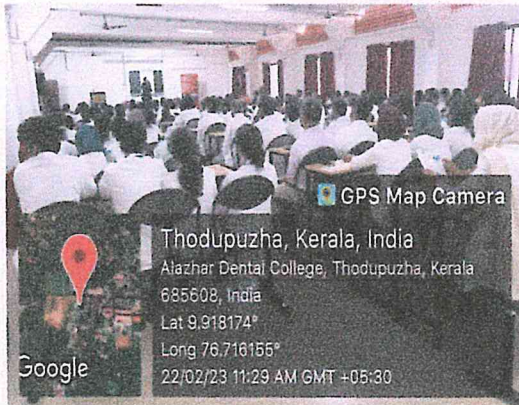 GPS Map Camera
Thodupuzha, Kerala, India
Alazhar Dental College, Thodupuzha, Kerala
685608, India
Lat 9.918174°
Long 76.716155°
22/02/23 11:29 AM GMT +05:30
Google